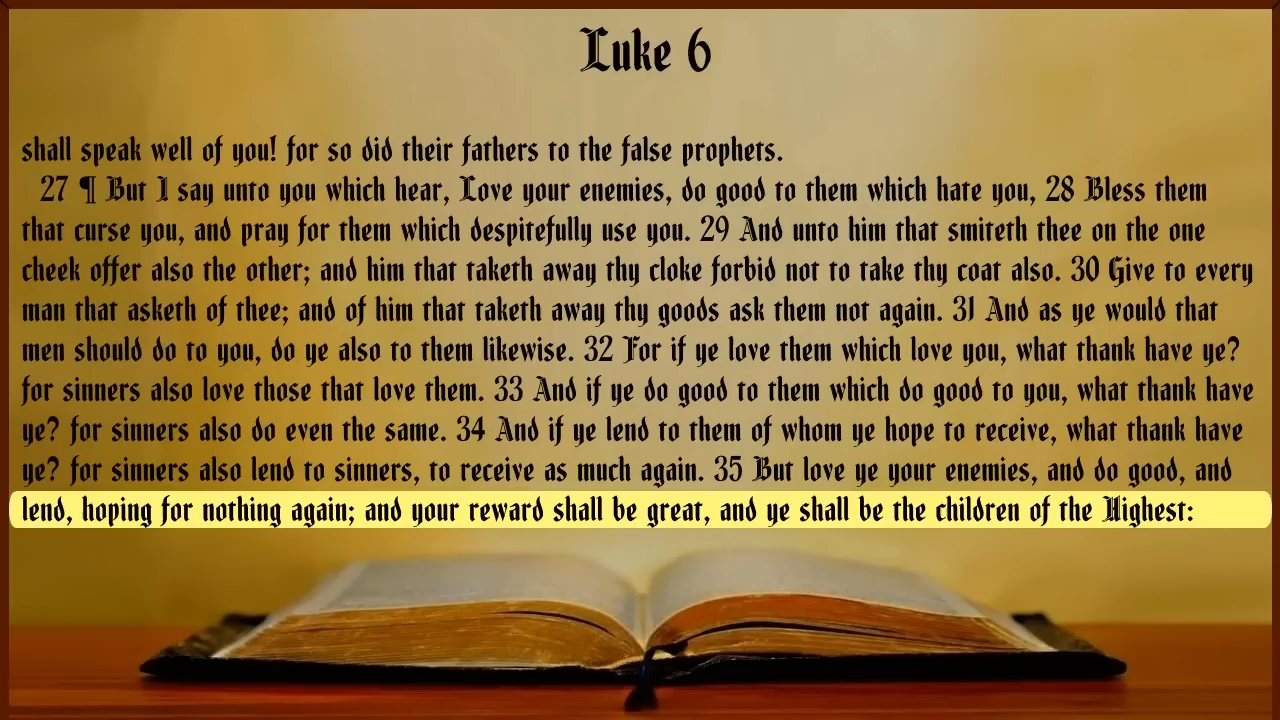 Luke 6
shall speak well of you! for so did their fathers to the false prophets.
27 ¶ But I say unto you which hear, Love your enemies, do good to them which hate you, 28 Bless them
that curse you, and pray for them which despitefully use you. 29 And unto him that smiteth thee on the one
cheek offer also the other; and him that taketh away thy cloke forbid not to take thy coat also. 30 Give to every
man that asketh of thee; and of him that taketh away thy goods ask them not again. 31 And as ye would that
men should do to you, do ye also to them likewise. 32 For if ye love them which love you, what thank have ye?
for sinners also love those that love them. 33 And if ye do good to them which do good to you, what thank have
ye? for sinners also do even the same. 34 And if ye lend to them of whom ye hope to receive, what thank have
ye? for sinners also lend to sinners, to receive as much again. 35 But love ye your enemies, and do good, and
lend, hoping for nothing again; and your reward shall be great, and ye shall be the children of the Highest: